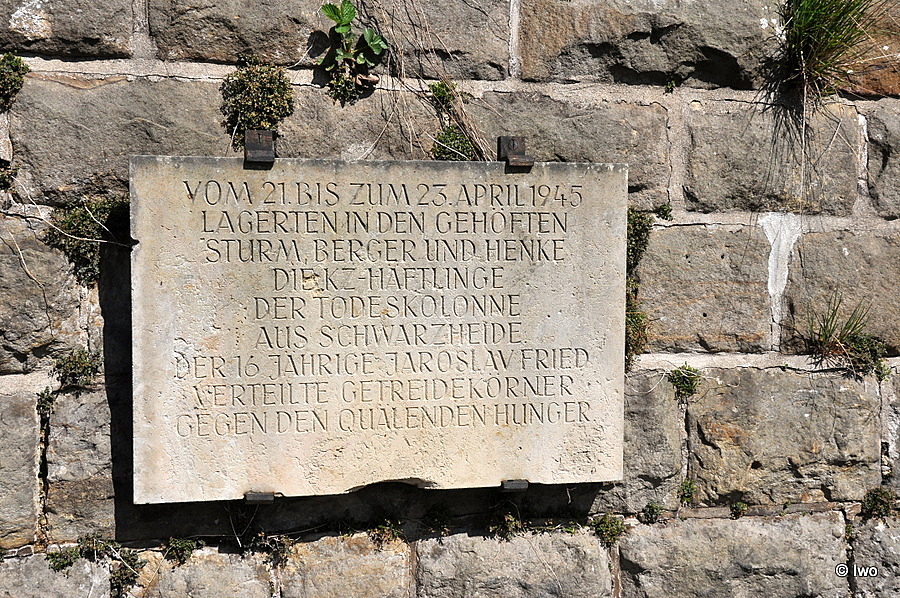 VOM 21. BIS ZUM 23. APRIL 1945
LAGERTEN IN DEN GEHÖFTEN
STURM, BERGER UND HENKE
DIE KZ-HÄFTLINGE
DER TODESKOLONNE
AUS SCHWARZHEIDE.
DER 16 JÄHRIGE JAROSLAV FRIED
VERTEILTE GETREIDEKÖRNER
GEGEN DEN QUÄLENDEN HUNGER.
© Iwo